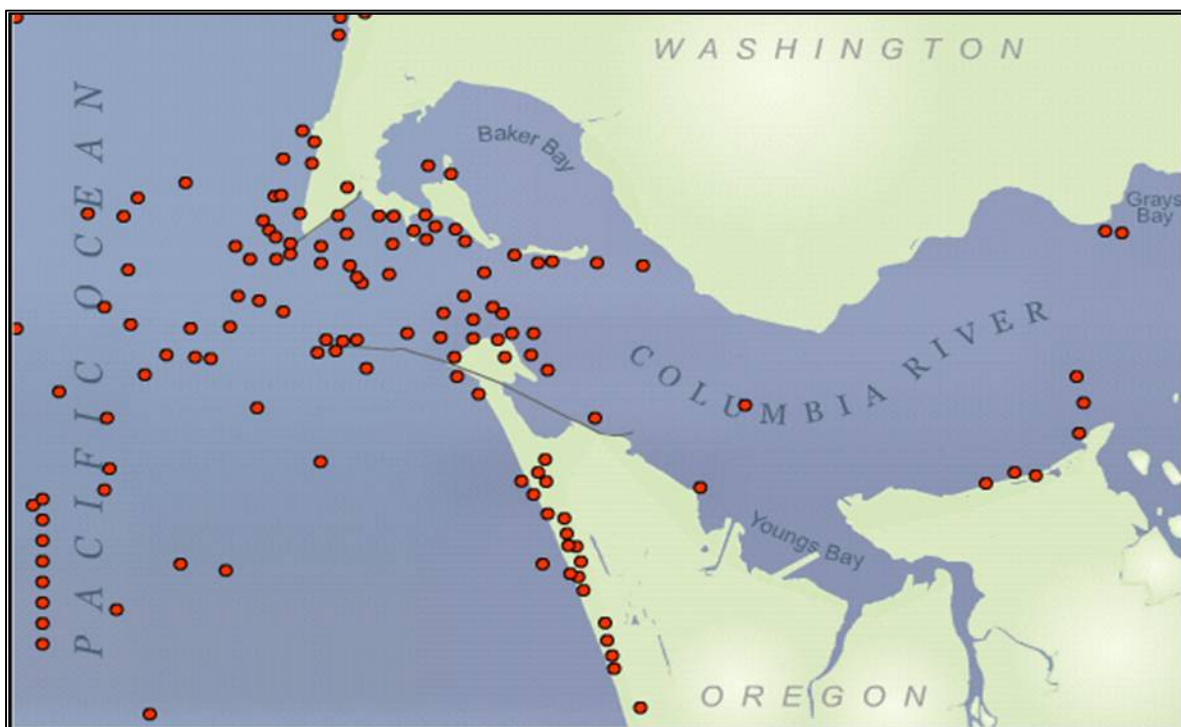 WASHINGTON
Baker Bay
Grays
Bay
PACIFIC OCEAN
COLUMBIA RIVER
Youngs Bay
OREGON